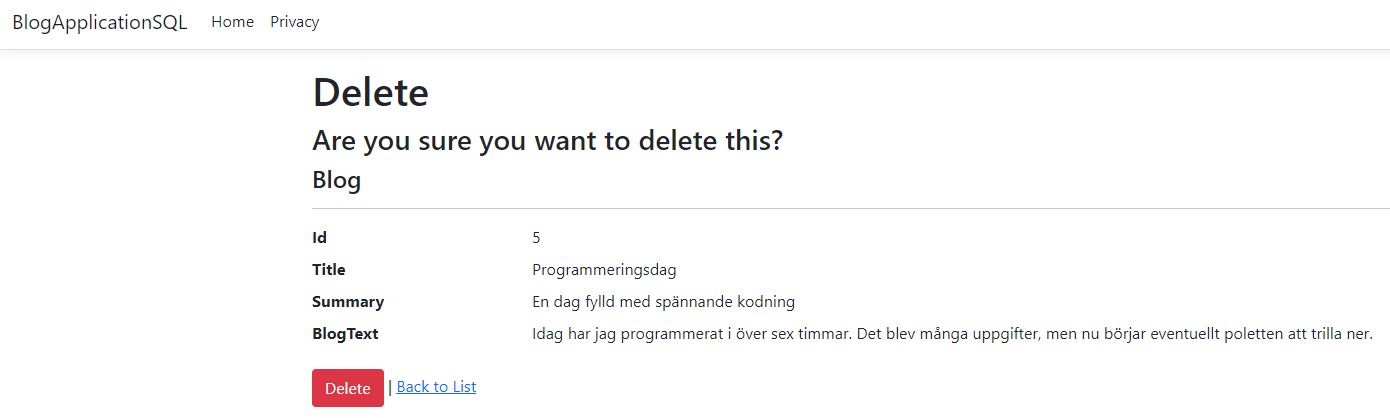 BlogApplicationSQL Home Privacy
Delete
Are you sure you want to delete this?
Blog
Id 5
Title Programmeringsdag
Summary En dag fylld med spännande kodning
BlogText Idag har jag programmerat i över sex timmar. Det blev många uppgifter, men nu börjar eventuellt poletten att trilla ner.
Delete | Back to List